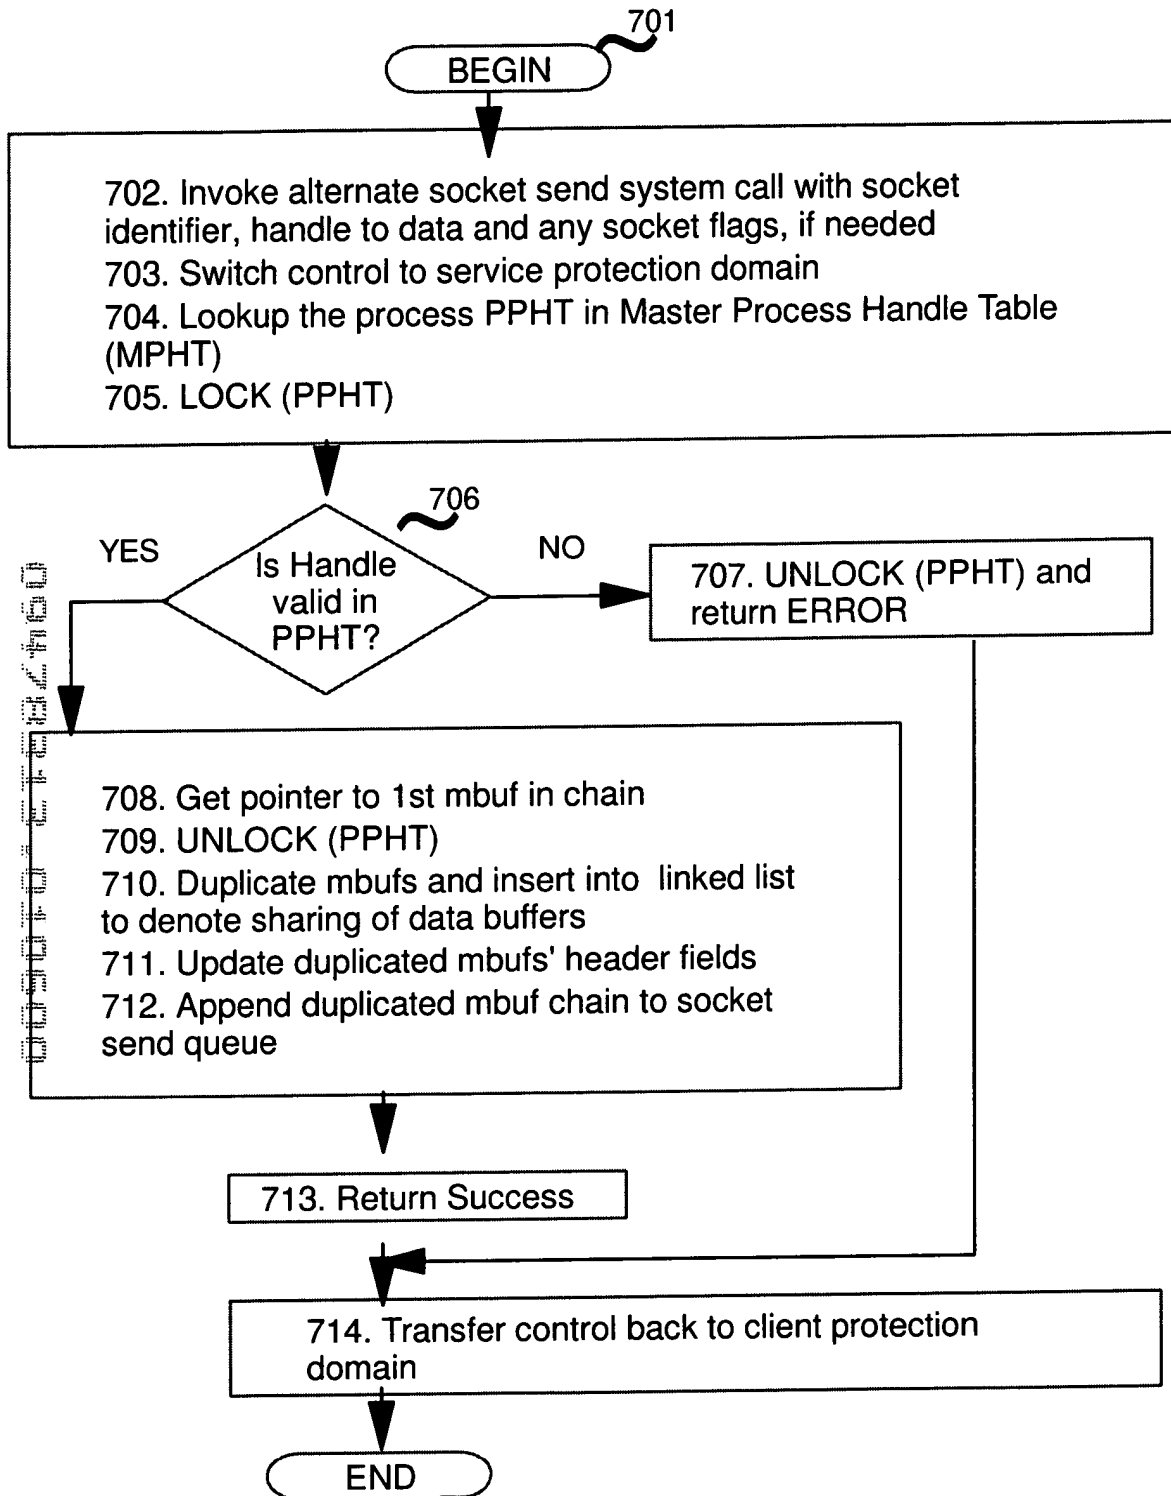 701
BEGIN
702. Invoke alternate socket send system call with socket
identifier, handle to data and any socket flags, if needed
703. Switch control to service protection domain
704. Lookup the process PPHT in Master Process Handle Table
(MPHT)
705. LOCK (PPHT)
706
YES
Is Handle
valid in
PPHT?
NO
707. UNLOCK (PPHT) and
return ERROR
708. Get pointer to 1st mbuf in chain
709. UNLOCK (PPHT)
710. Duplicate mbufs and insert into linked list
to denote sharing of data buffers
711. Update duplicated mbufs' header fields
712. Append duplicated mbuf chain to socket
send queue
713. Return Success
714. Transfer control back to client protection
domain
END